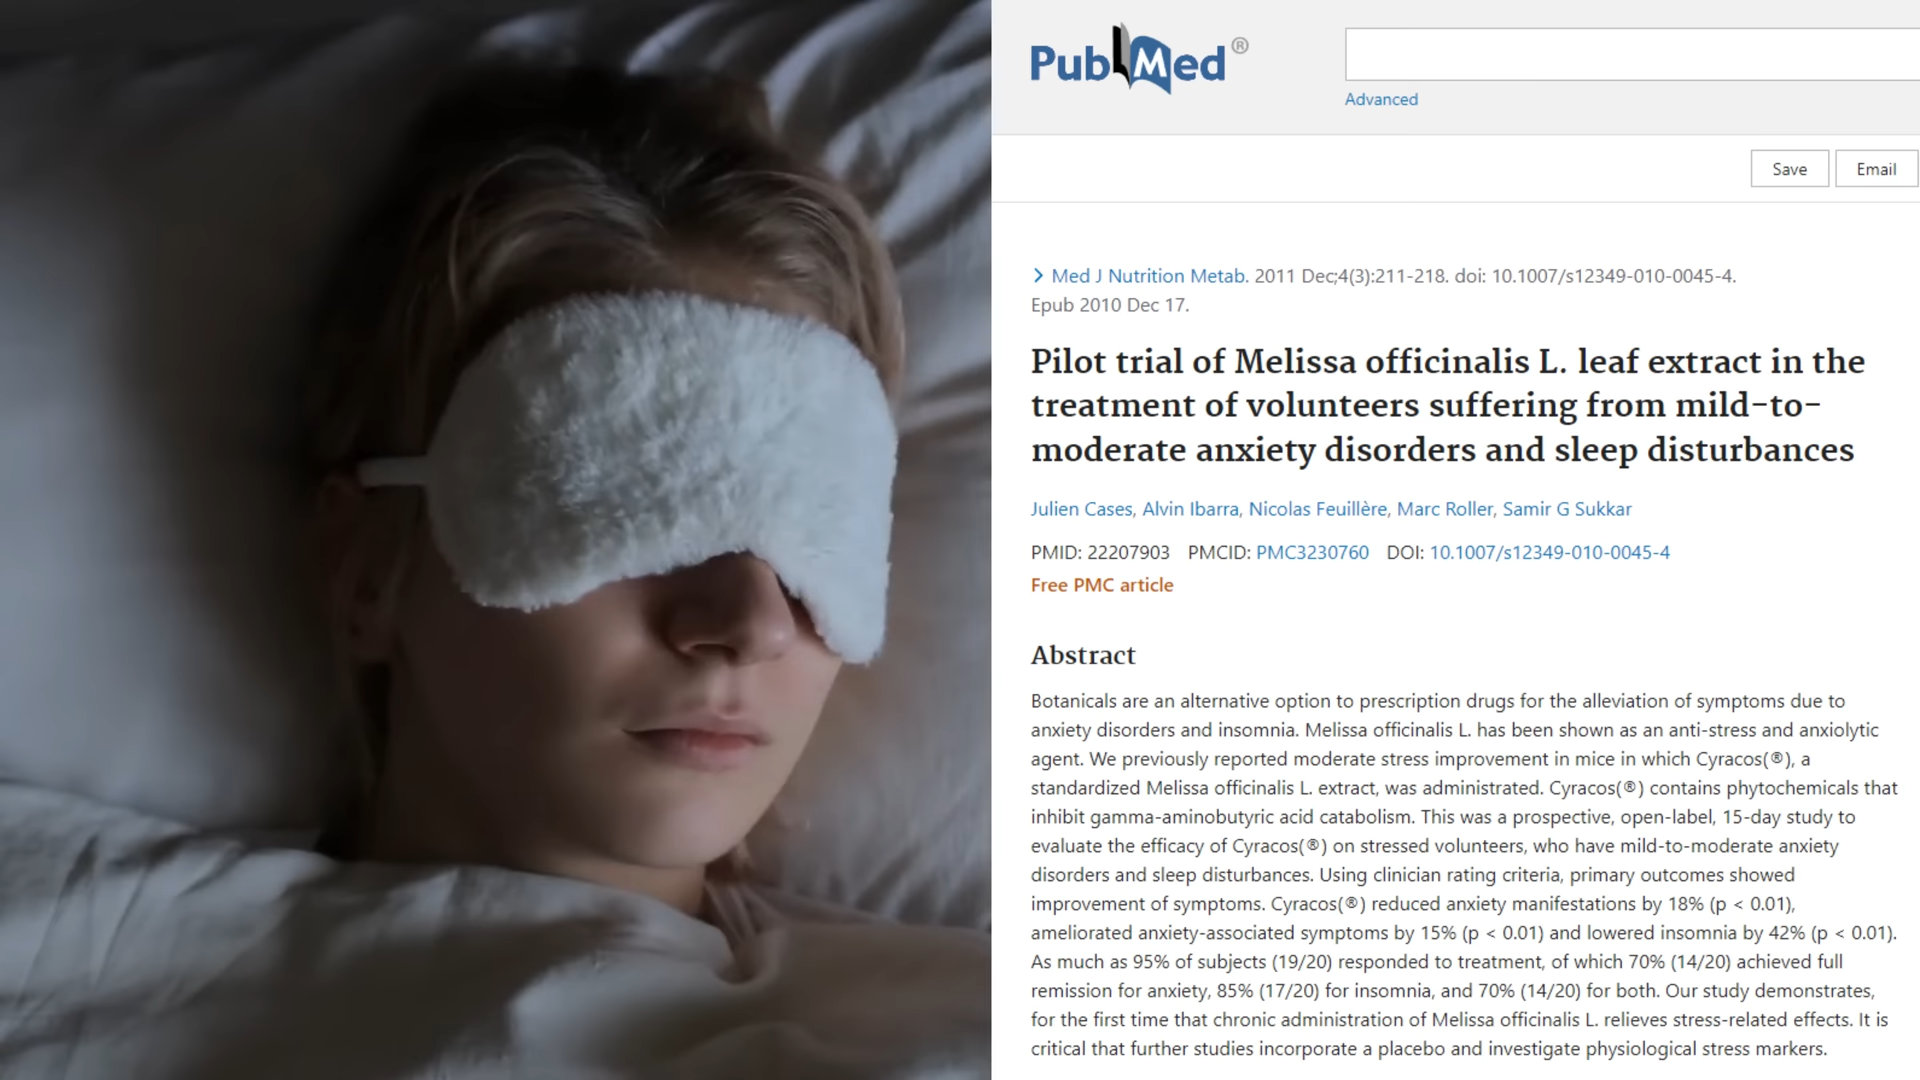 PubMed®
Advanced
Save Email
Med J Nutrition Metab. 2011 Dec;4(3):211-218. doi: 10.1007/s12349-010-0045-4.
Epub 2010 Dec 17.
Pilot trial of Melissa officinalis L. leaf extract in the
treatment of volunteers suffering from mild-to-
moderate anxiety disorders and sleep disturbances
Julien Cases, Alvin Ibarra, Nicolas Feuillère, Marc Roller, Samir G Sukkar
PMID: 22207903 PMCID: PMC3230760 DOI: 10.1007/s12349-010-0045-4
Free PMC article
Abstract
Botanicals are an alternative option to prescription drugs for the alleviation of symptoms due to
anxiety disorders and insomnia. Melissa officinalis L. has been shown as an anti-stress and anxiolytic
agent. We previously reported moderate stress improvement in mice in which Cyracos(®), a
standardized Melissa officinalis L. extract, was administrated. Cyracos(®) contains phytochemicals that
inhibit gamma-aminobutyric acid catabolism. This was a prospective, open-label, 15-day study to
evaluate the efficacy of Cyracos(®) on stressed volunteers, who have mild-to-moderate anxiety
disorders and sleep disturbances. Using clinician rating criteria, primary outcomes showed
improvement of symptoms. Cyracos(®) reduced anxiety manifestations by 18% (p < 0.01),
ameliorated anxiety-associated symptoms by 15% (p < 0.01) and lowered insomnia by 42% (p < 0.01).
As much as 95% of subjects (19/20) responded to treatment, of which 70% (14/20) achieved full
remission for anxiety, 85% (17/20) for insomnia, and 70% (14/20) for both. Our study demonstrates,
for the first time that chronic administration of Melissa officinalis L. relieves stress-related effects. It is
critical that further studies incorporate a placebo and investigate physiological stress markers.